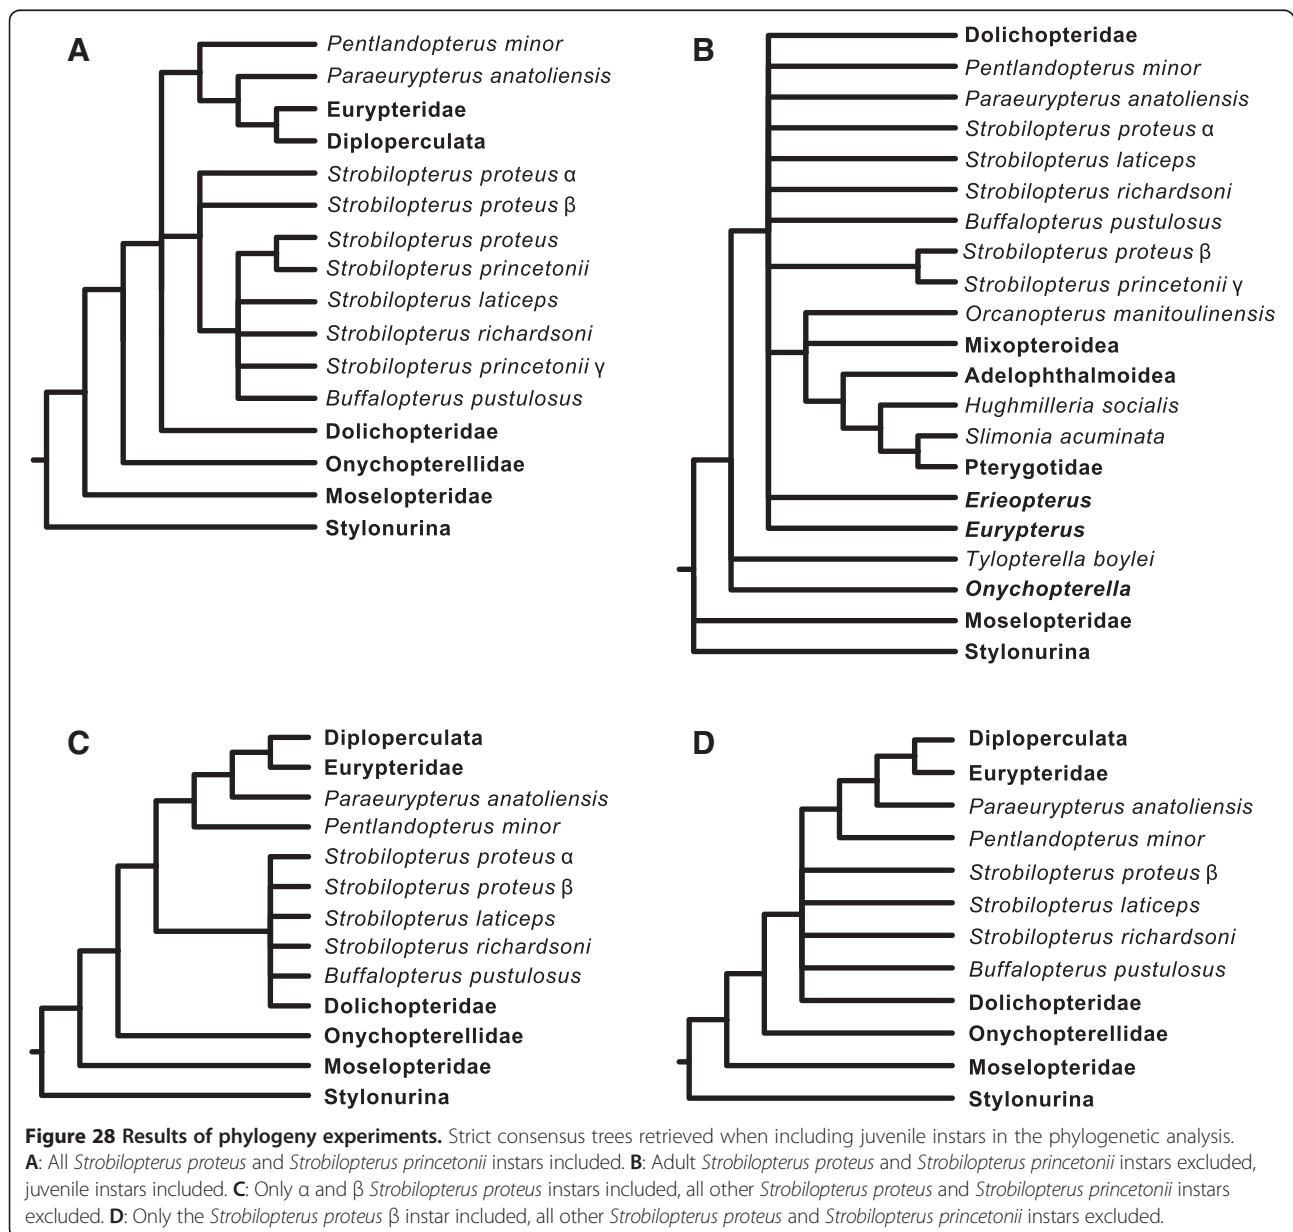 A
Pentlandopterus minor
Paraeurypterus anatoliensis
Eurypteridae
Diploperculata
Strobilopterus proteus α
Strobilopterus proteus β
Strobilopterus proteus
Strobilopterus princetonii
Strobilopterus laticeps
Strobilopterus richardsoni
Strobilopterus princetonii γ
Buffalopterus pustulosus
Dolichopteridae
Onychopterellidae
Moselopteridae
Stylonurina
B
Dolichopteridae
Pentlandopterus minor
Paraeurypterus anatoliensis
Strobilopterus proteus α
Strobilopterus laticeps
Strobilopterus richardsoni
Buffalopterus pustulosus
Strobilopterus proteus β
Strobilopterus princetonii γ
Orcanopterus manitoulinensis
Mixopteroidea
Adelophthalmoidea
Hughmilleria socialis
Slimonia acuminata
Pterygotidae
Erieopterus
Eurypterus
Tylopterella boylei
Onychopterella
Moselopteridae
Stylonurina
C
Diploperculata
Eurypteridae
Paraeurypterus anatoliensis
Pentlandopterus minor
Strobilopterus proteus α
Strobilopterus proteus β
Strobilopterus laticeps
Strobilopterus richardsoni
Buffalopterus pustulosus
Dolichopteridae
Onychopterellidae
Moselopteridae
Stylonurina
D
Diploperculata
Eurypteridae
Paraeurypterus anatoliensis
Pentlandopterus minor
Strobilopterus proteus β
Strobilopterus laticeps
Strobilopterus richardsoni
Buffalopterus pustulosus
Dolichopteridae
Onychopterellidae
Moselopteridae
Stylonurina
Figure 28 Results of phylogeny experiments. Strict consensus trees retrieved when including juvenile instars in the phylogenetic analysis.
A: All Strobilopterus proteus and Strobilopterus princetonii instars included. B: Adult Strobilopterus proteus and Strobilopterus princetonii instars excluded,
juvenile instars included. C: Only α and β Strobilopterus proteus instars included, all other Strobilopterus proteus and Strobilopterus princetonii instars
excluded. D: Only the Strobilopterus proteus β instar included, all other Strobilopterus proteus and Strobilopterus princetonii instars excluded.